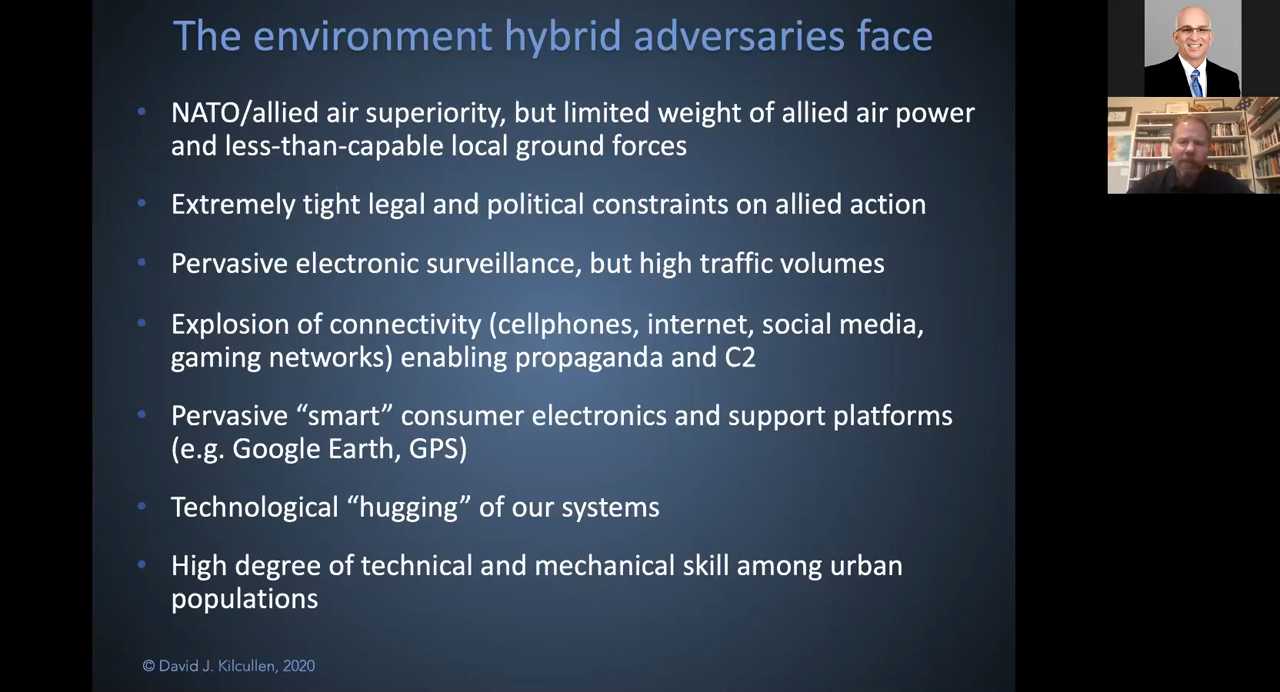 The environment hybrid adversaries face
• NATO/allied air superiority, but limited weight of allied air power
and less-than-capable local ground forces
• Extremely tight legal and political constraints on allied action
• Pervasive electronic surveillance, but high traffic volumes
• Explosion of connectivity (cellphones, internet, social media,
gaming networks) enabling propaganda and C2
• Pervasive “smart” consumer electronics and support platforms
(e.g. Google Earth, GPS)
• Technological “hugging” of our systems
• High degree of technical and mechanical skill among urban
populations
© David J. Kilcullen, 2020